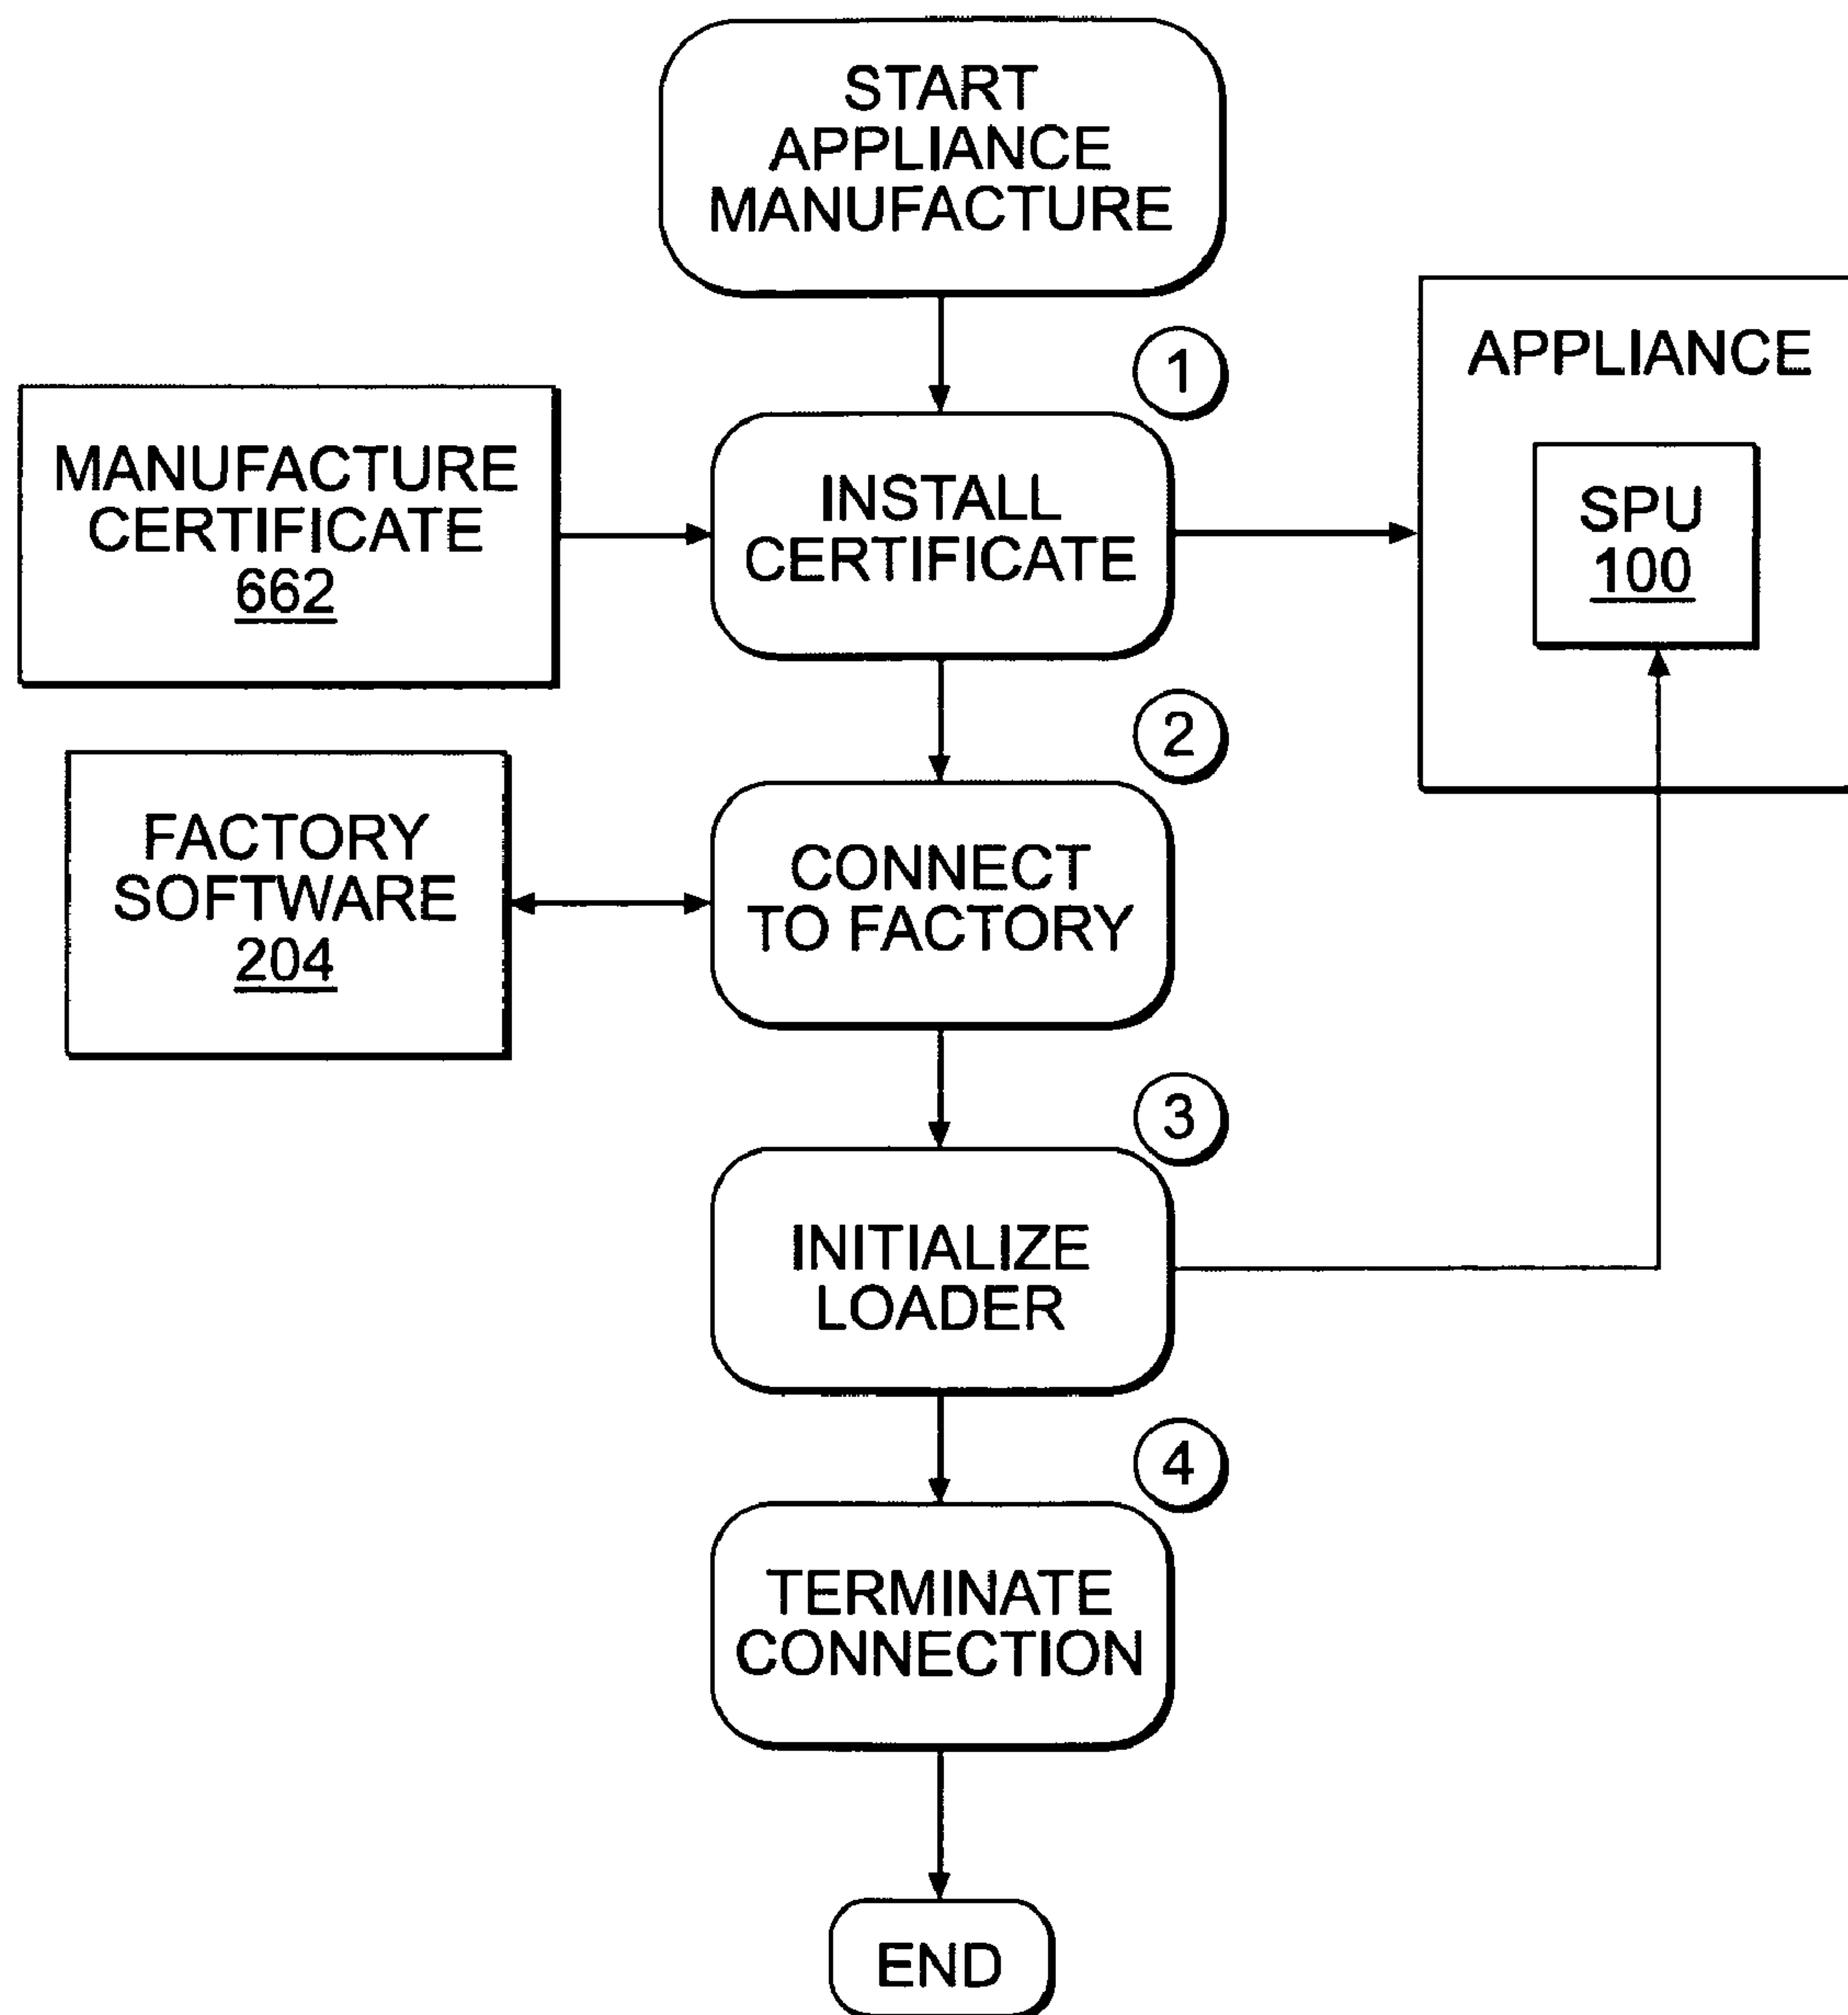 START
APPLIANCE
MANUFACTURE
1
APPLIANCE
MANUFACTURE
CERTIFICATE
662
INSTALL
CERTIFICATE
SPU
100
2
FACTORY
SOFTWARE
204
CONNECT
TO FACTORY
3
INITIALIZE
LOADER
4
TERMINATE
CONNECTION
END